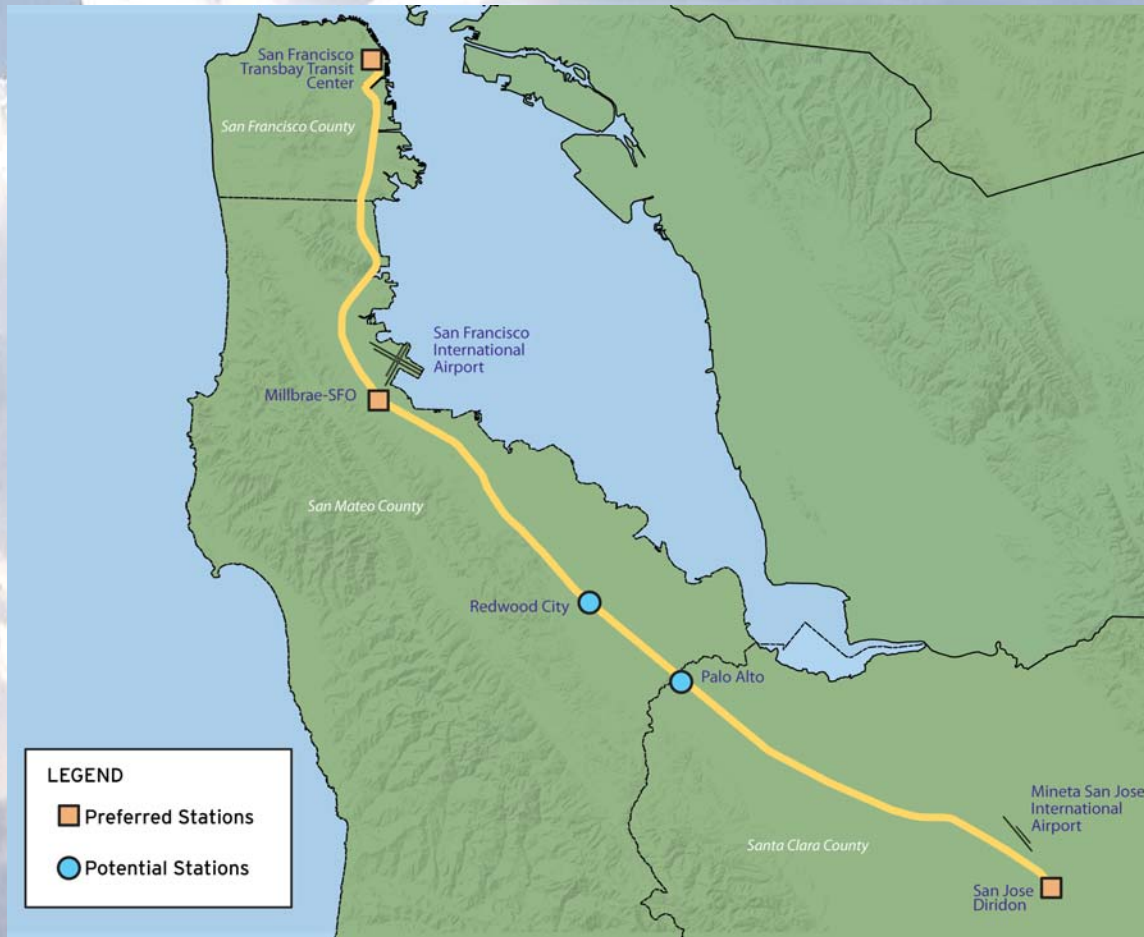 San Francisco
Transbay Transit
Center
San Francisco County
San Francisco
International
Airport
Millbrae-SFO
San Mateo County
Redwood City
Palo Alto
Mineta San Jose
International
Airport
Santa Clara County
San Jose
Diridon
LEGEND
Preferred Stations
Potential Stations